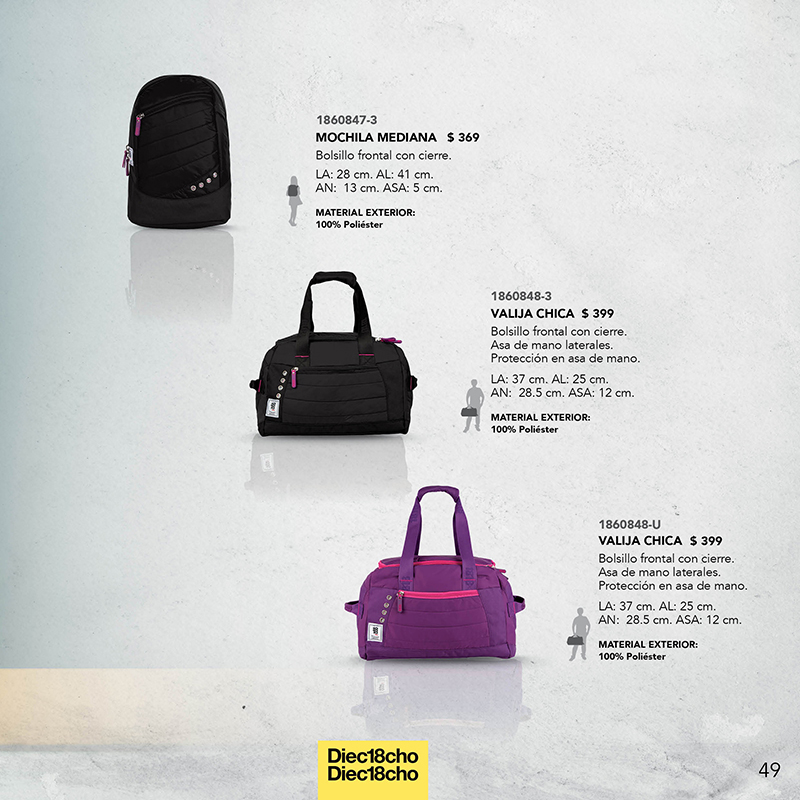 1860847-3
MOCHILA MEDIANA $ 369
Bolsillo frontal con cierre.
LA: 28 cm. AL: 41 cm.
AN: 13 cm. ASA: 5 cm.
MATERIAL EXTERIOR:
100% Poliéster
1860848-3
VALIJA CHICA $ 399
Bolsillo frontal con cierre.
Asa de mano laterales.
Protección en asa de mano.
LA: 37 cm. AL: 25 cm.
AN: 28.5 cm. ASA: 12 cm.
MATERIAL EXTERIOR:
100% Poliéster
1860848-U
VALIJA CHICA $ 399
Bolsillo frontal con cierre.
Asa de mano laterales.
Protección en asa de mano.
LA: 37 cm. AL: 25 cm.
AN: 28.5 cm. ASA: 12 cm.
MATERIAL EXTERIOR:
100% Poliéster
Diec18cho
Diec18cho
49